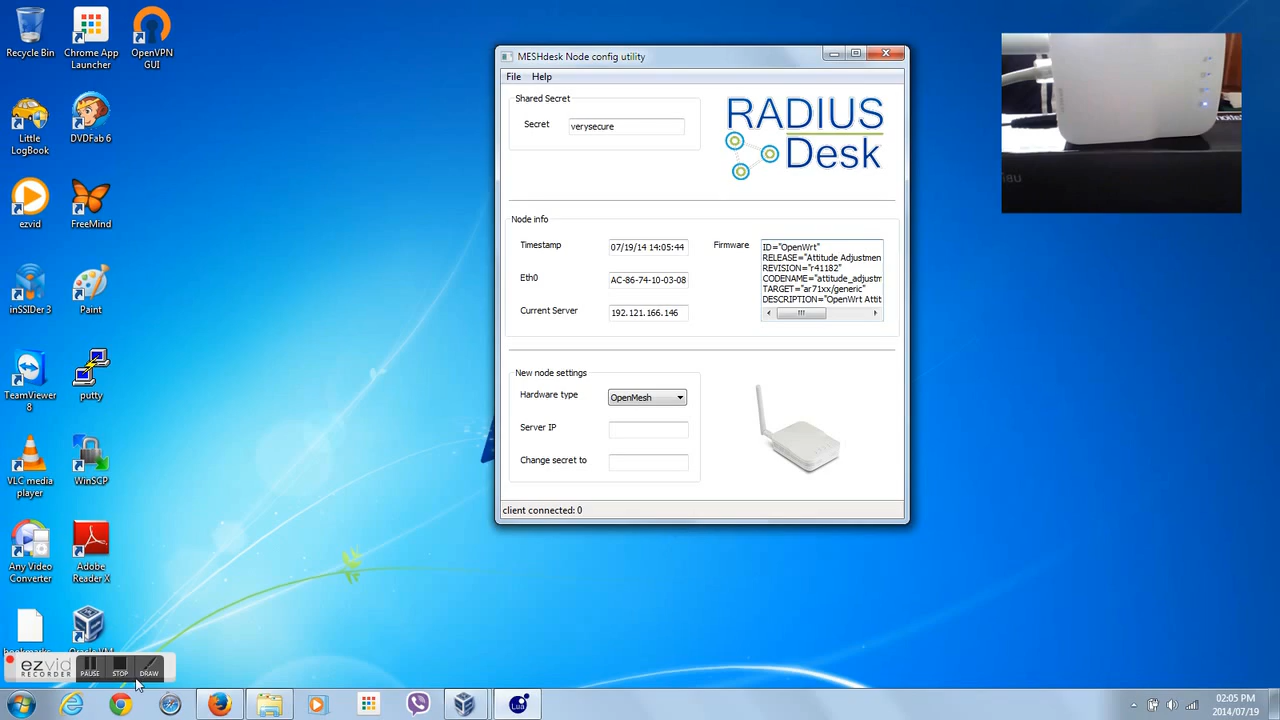 Recycle Bin
Chrome App
Launcher
OpenVPN
GUI
Little
LogBook
DVDFab 6
ezvid
FreeMind
inSSIDer 3
Paint
TeamViewer
8
putty
VLC media
player
WinSCP
Any Video
Converter
Adobe
Reader X
ezvid
RECORDER
PAUSE
STOP
DRAW
MESHdesk Node config utility
File
Help
Shared Secret
Secret
verysecure
RADIUS
Desk
Node info
Timestamp
07/19/14 14:05:44
Eth0
AC-86-74-10-03-08
Current Server
192.121.166.146
Firmware
ID="OpenWrt"
RELEASE="Attitude Adjustmen
REVISION="r41182"
CODENAME="attitude_adjustm
TARGET="ar71xx/generic"
DESCRIPTION="OpenWrt Attit
New node settings
Hardware type
OpenMesh
Server IP
Change secret to
client connected: 0
Lua
02:05 PM
2014/07/19